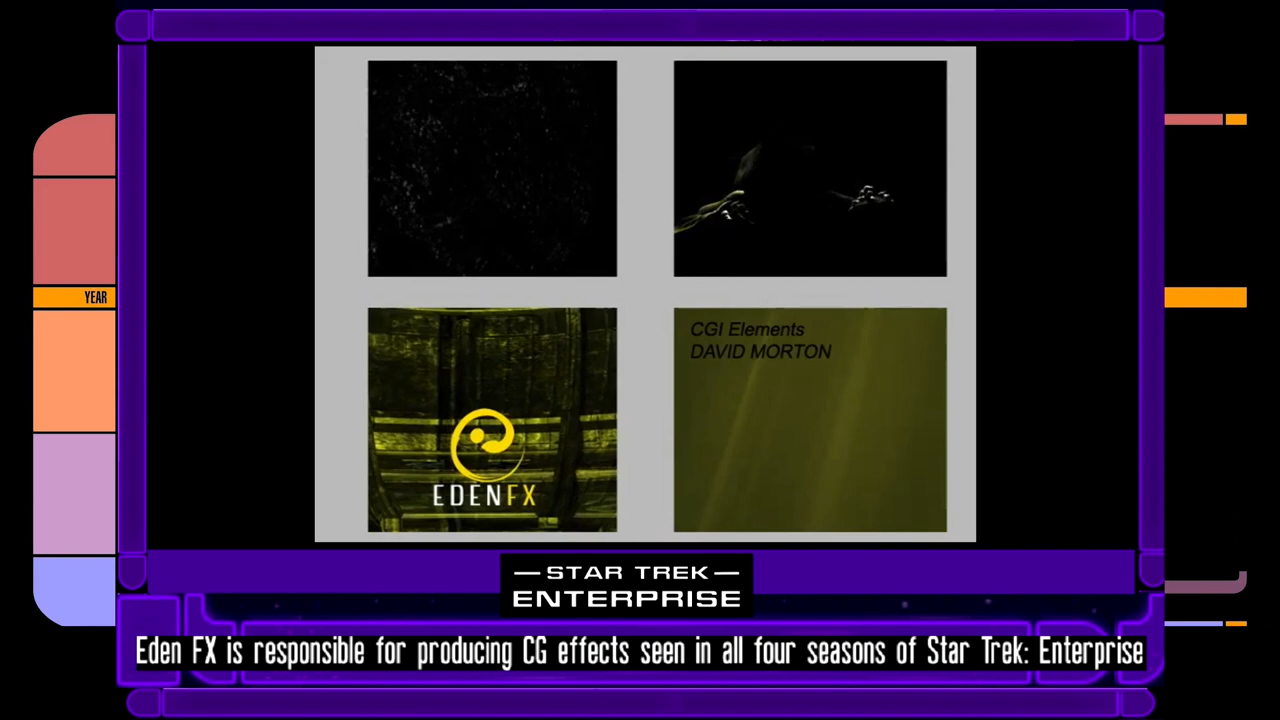 YEAR
CGI Elements
DAVID MORTON
EDENFX
STAR TREK
ENTERPRISE
Eden FX is responsible for producing CG effects seen in all four seasons of Star Trek: Enterprise